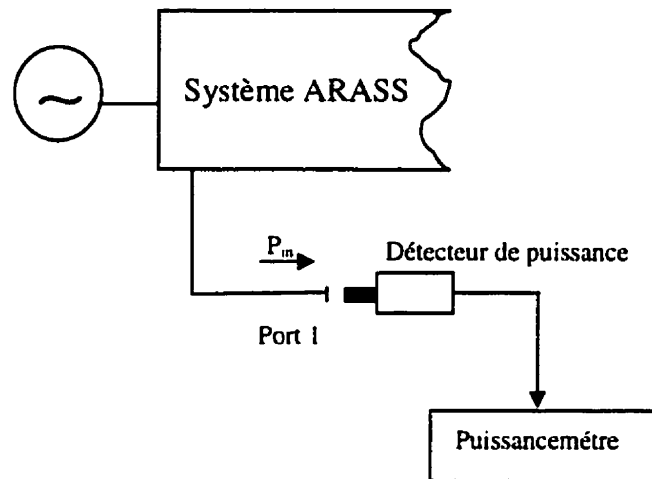 ~
Système ARASS
Pin
Détecteur de puissance
Port 1
Puissancemétre